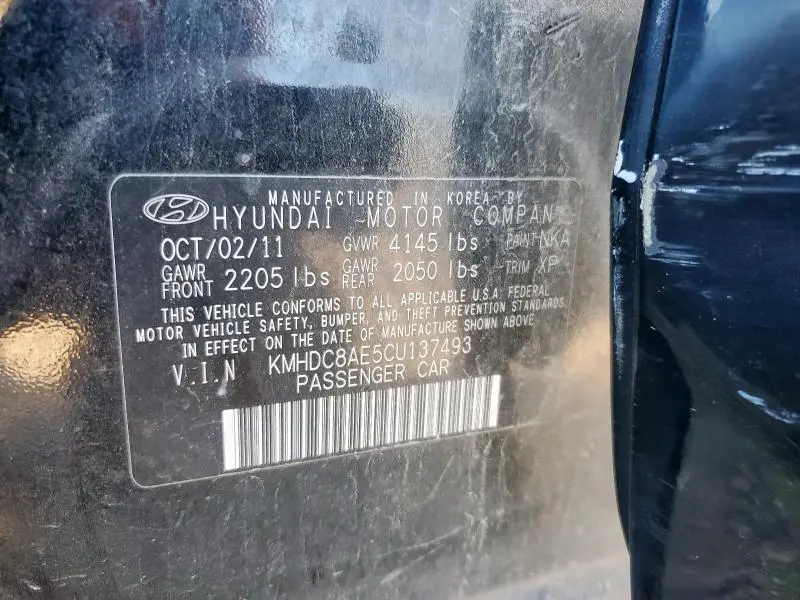 MANUFACTURED IN KOREA BY
HYUNDAI MOTOR COMPANY
OCT/02/11 GVWR 4145 lbs PAINT NKA
GAWR FRONT 2205 lbs GAWR REAR 2050 lbs TRIM XP
THIS VEHICLE CONFORMS TO ALL APPLICABLE U.S.A. FEDERAL
MOTOR VEHICLE SAFETY, BUMPER, AND THEFT PREVENTION STANDARDS
IN EFFECT ON THE DATE OF MANUFACTURE SHOWN ABOVE.
V.I.N KMHDC8AE5CU137493
PASSENGER CAR